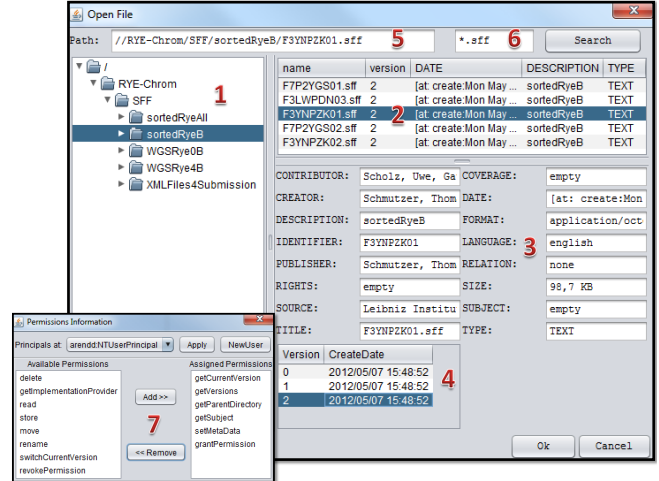 Open File
Path: //RYE-Chrom/SFF/sortedRyeB/F3YNPZK01.sff 5 *.sff 6 Search
/
RYE-Chrom
SFF
sortedRyeAll
sortedRyeB
WGSRye0B
WGSRye4B
XMLFiles4Submission
1
name version DATE DESCRIPTION TYPE
F7P2YGS01.sff 2 [at: create:Mon May ... sortedRyeB TEXT
F3LWPDN03.sff 2 [at: create:Mon May ... sortedRyeB TEXT
F3YNPZK01.sff 2 [at: create:Mon May ... sortedRyeB TEXT
F7P2YGS02.sff 2 [at: create:Mon May ... sortedRyeB TEXT
F3YNPZK02.sff 2 [at: create:Mon May ... sortedRyeB TEXT
2
CONTRIBUTOR: Scholz, Uwe, Ga COVERAGE: empty
CREATOR: Schmutzer, Thom DATE: [at: create:Mon
DESCRIPTION: sortedRyeB FORMAT: application/oct
IDENTIFIER: F3YNPZK01 LANGUAGE: english
3
PUBLISHER: Schmutzer, Thom RELATION: none
RIGHTS: empty SIZE: 98,7 KB
SOURCE: Leibniz Institu SUBJECT: empty
TITLE: F3YNPZK01.sff TYPE: TEXT
Version CreateDate
0 2012/05/07 15:48:52
1 2012/05/07 15:48:52
2 2012/05/07 15:48:52
4
Ok Cancel
Permissions Information
Principals at: arendd:NTUserPrincipal Apply NewUser
Available Permissions
delete
getImplementationProvider
read
store
move
rename
switchCurrentVersion
revokePermission
Add >>
7
<< Remove
Assigned Permissions
getCurrentVersion
getVersions
getParentDirectory
getSubject
setMetaData
grantPermission